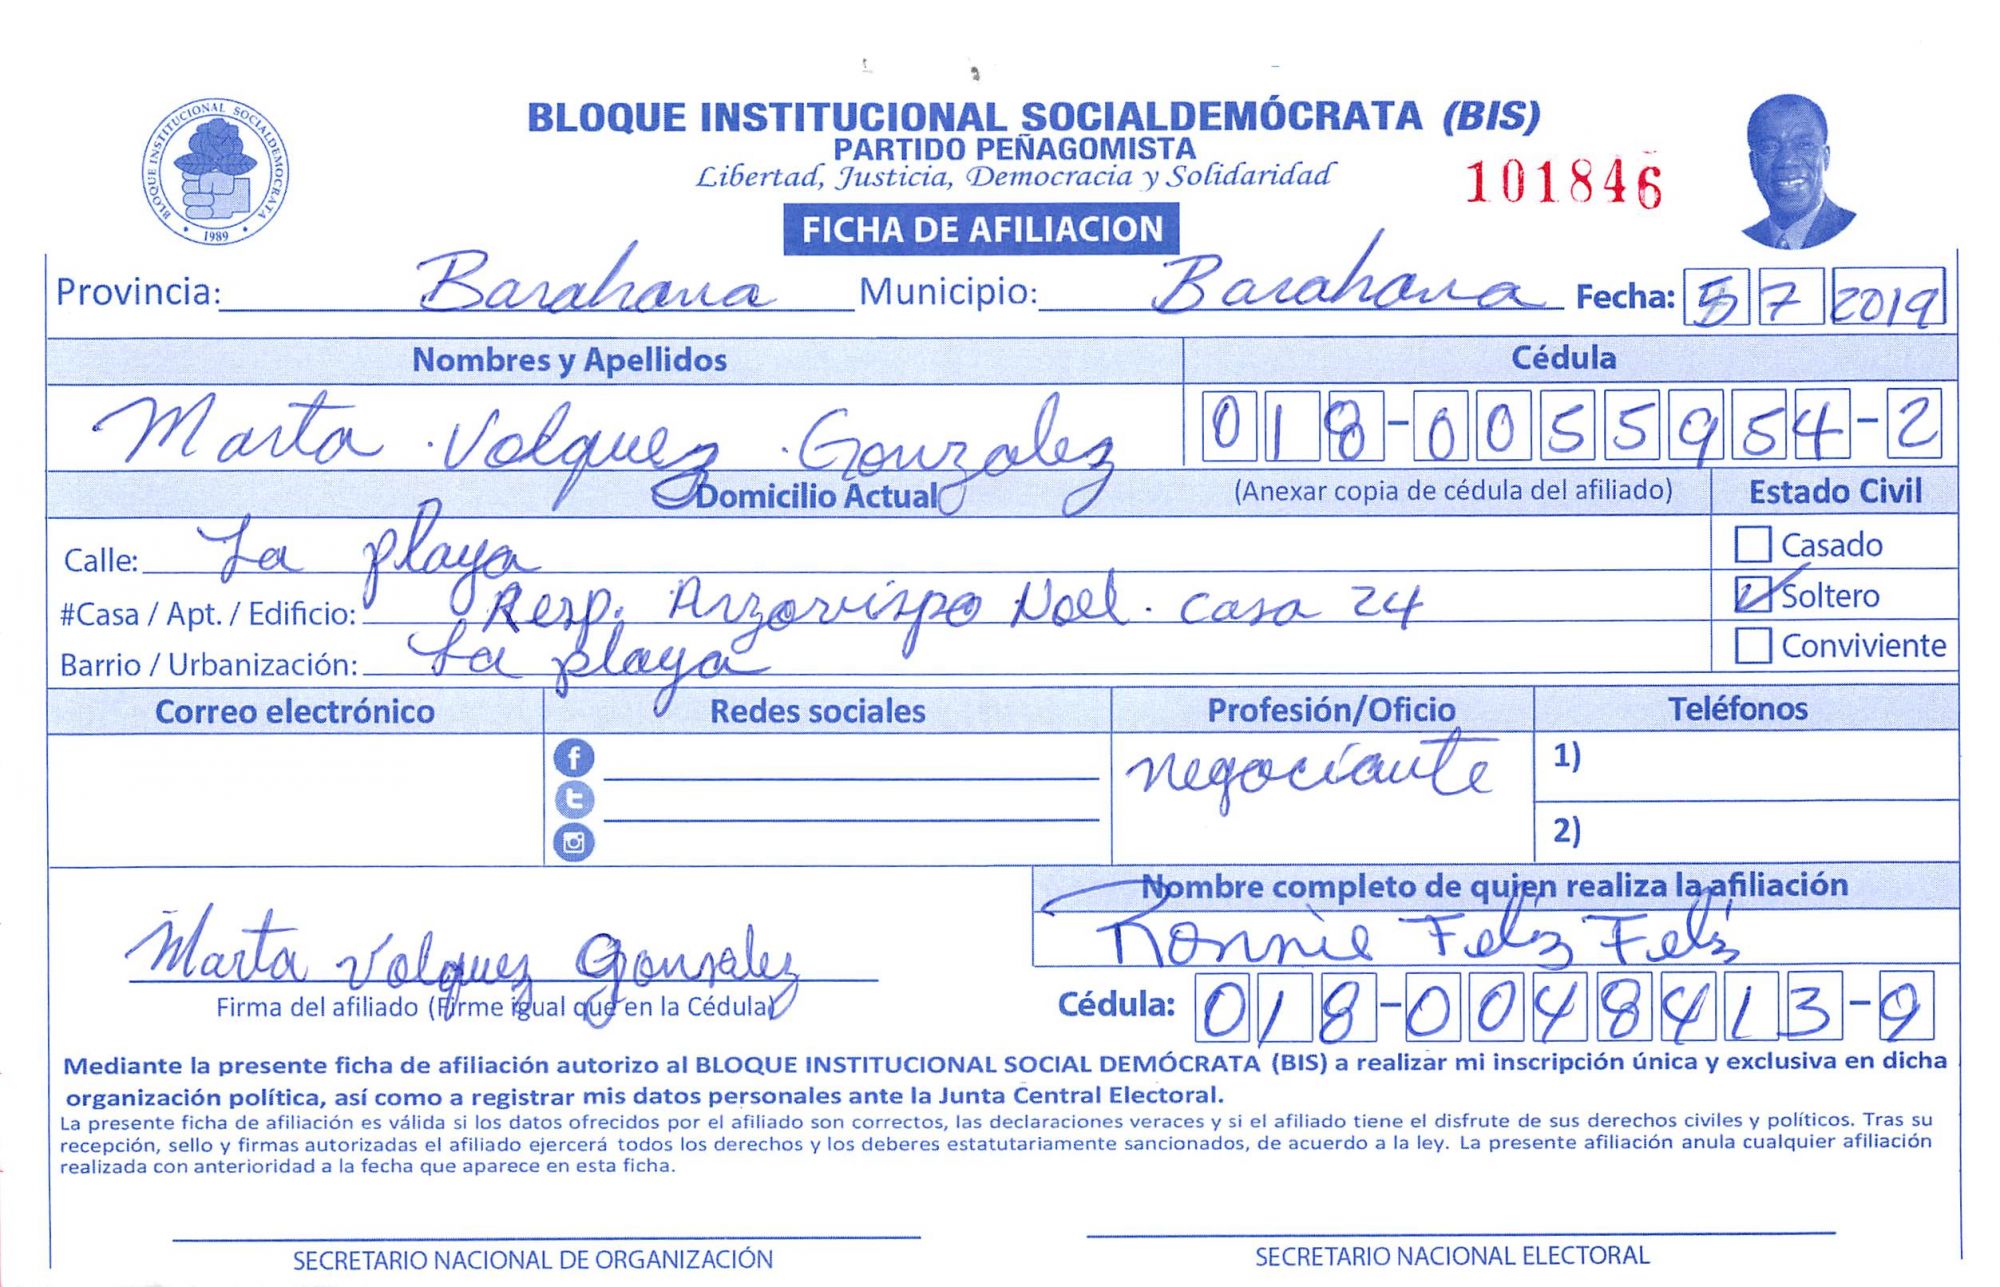 BLOQUE INSTITUCIONAL SOCIALDEMOCRATA
1989
BLOQUE INSTITUCIONAL SOCIALDEMÓCRATA (BIS)
PARTIDO PEÑAGOMISTA
Libertad, Justicia, Democracia y Solidaridad
101846
FICHA DE AFILIACION
Provincia: Barahona Municipio: Barahona Fecha: 5 7 2019
Nombres y Apellidos Cédula
Marta Volquez Gonzalez 018-0055954-2
Domicilio Actual (Anexar copia de cédula del afiliado) Estado Civil
Calle: La playa Casado
#Casa / Apt. / Edificio: Resp. Arzovispo Noel. casa 24 Soltero
Barrio / Urbanización: La playa Conviviente
Correo electrónico Redes sociales Profesión/Oficio Teléfonos
negociante 1)
2)
Nombre completo de quien realiza la afiliación
Ronnie Feliz Feliz
Marta Volquez Gonzalez
Firma del afiliado (Firme igual que en la Cédula) Cédula: 018-0048413-9
Mediante la presente ficha de afiliación autorizo al BLOQUE INSTITUCIONAL SOCIAL DEMÓCRATA (BIS) a realizar mi inscripción única y exclusiva en dicha
organización política, así como a registrar mis datos personales ante la Junta Central Electoral.
La presente ficha de afiliación es válida si los datos ofrecidos por el afiliado son correctos, las declaraciones veraces y si el afiliado tiene el disfrute de sus derechos civiles y políticos. Tras su
recepción, sello y firmas autorizadas el afiliado ejercerá todos los derechos y los deberes estatutariamente sancionados, de acuerdo a la ley. La presente afiliación anula cualquier afiliación
realizada con anterioridad a la fecha que aparece en esta ficha.
SECRETARIO NACIONAL DE ORGANIZACIÓN SECRETARIO NACIONAL ELECTORAL